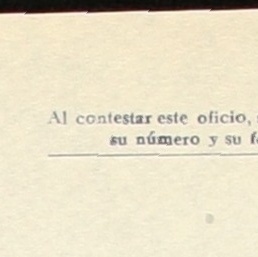 Al contestar este oficio,
su número y su